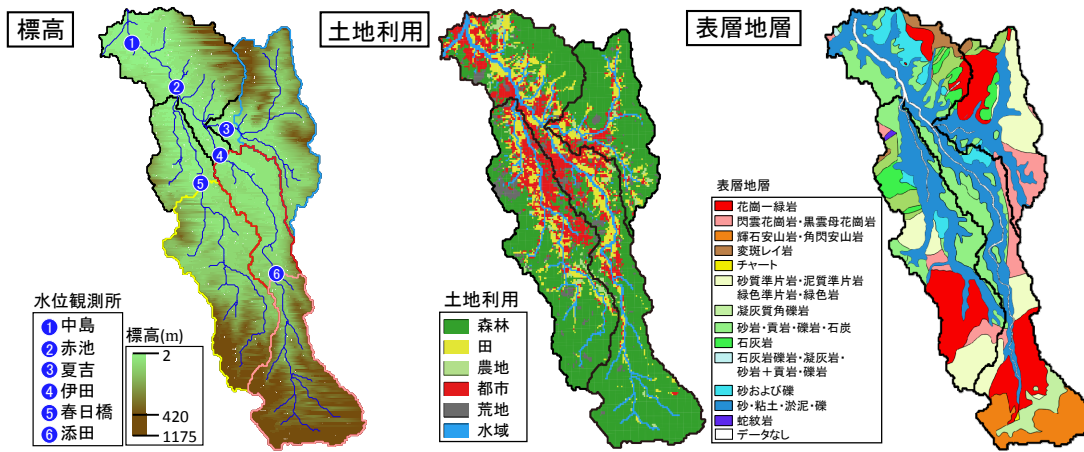 標高
1
2
3
4
5
6
水位観測所
1 中島
2 赤池
3 夏吉
4 伊田
5 春日橋
6 添田
標高(m)
2
420
1175
土地利用
土地利用
森林
田
農地
都市
荒地
水域
表層地層
表層地層
花崗一緑岩
閃雲花崗岩・黒雲母花崗岩
輝石安山岩・角閃安山岩
変斑レイ岩
チャート
砂質準片岩・泥質準片岩
緑色準片岩・緑色岩
凝灰質角礫岩
砂岩・頁岩・礫岩・石炭
石灰岩
石灰岩礫岩・凝灰岩・
砂岩＋頁岩・礫岩
砂および礫
砂・粘土・淤泥・礫
蛇紋岩
データなし